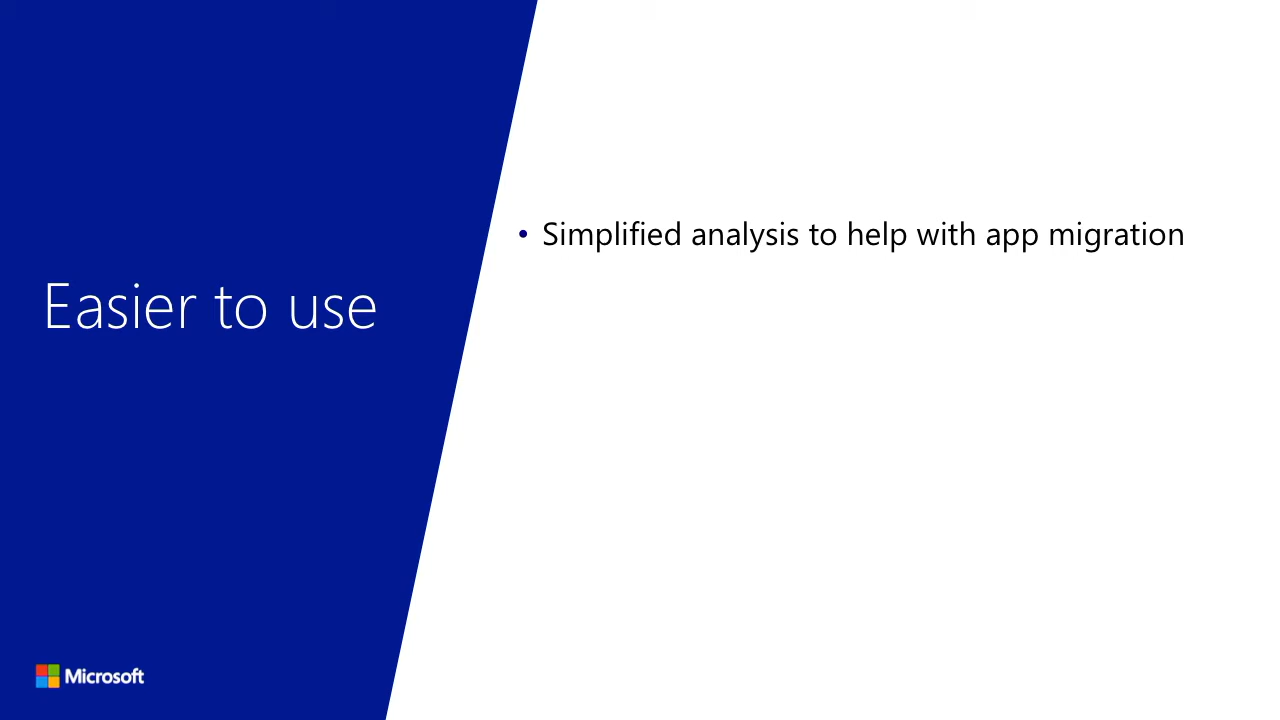 Easier to use
• Simplified analysis to help with app migration
Microsoft